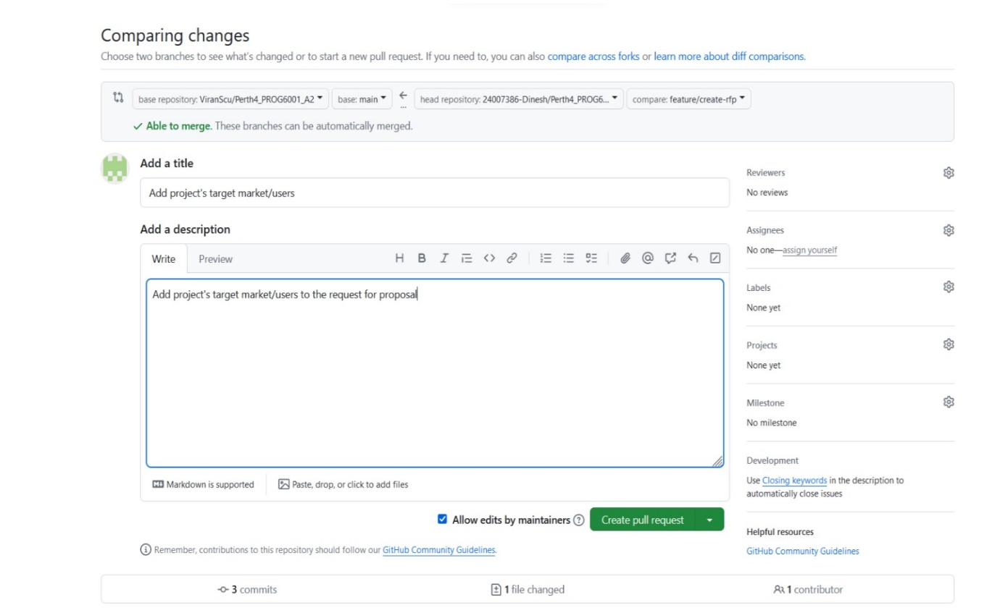 Comparing changes
Choose two branches to see what's changed or to start a new pull request. If you need to, you can also compare across forks or learn more about diff comparisons.
base repository: ViranScu/Perth4_PROG6001_A2 base: main ← ... head repository: 24007386-Dinesh/Perth4_PROG6... compare: feature/create-rfp
Able to merge. These branches can be automatically merged.
Add a title
Add project's target market/users
Add a description
Write Preview H B I
Add project's target market/users to the request for proposal
Markdown is supported Paste, drop, or click to add files
Allow edits by maintainers Create pull request
Remember, contributions to this repository should follow our GitHub Community Guidelines.
Reviewers
No reviews
Assignees
No one—assign yourself
Labels
None yet
Projects
None yet
Milestone
No milestone
Development
Use Closing keywords in the description to
automatically close issues
Helpful resources
GitHub Community Guidelines
3 commits 1 file changed 1 contributor